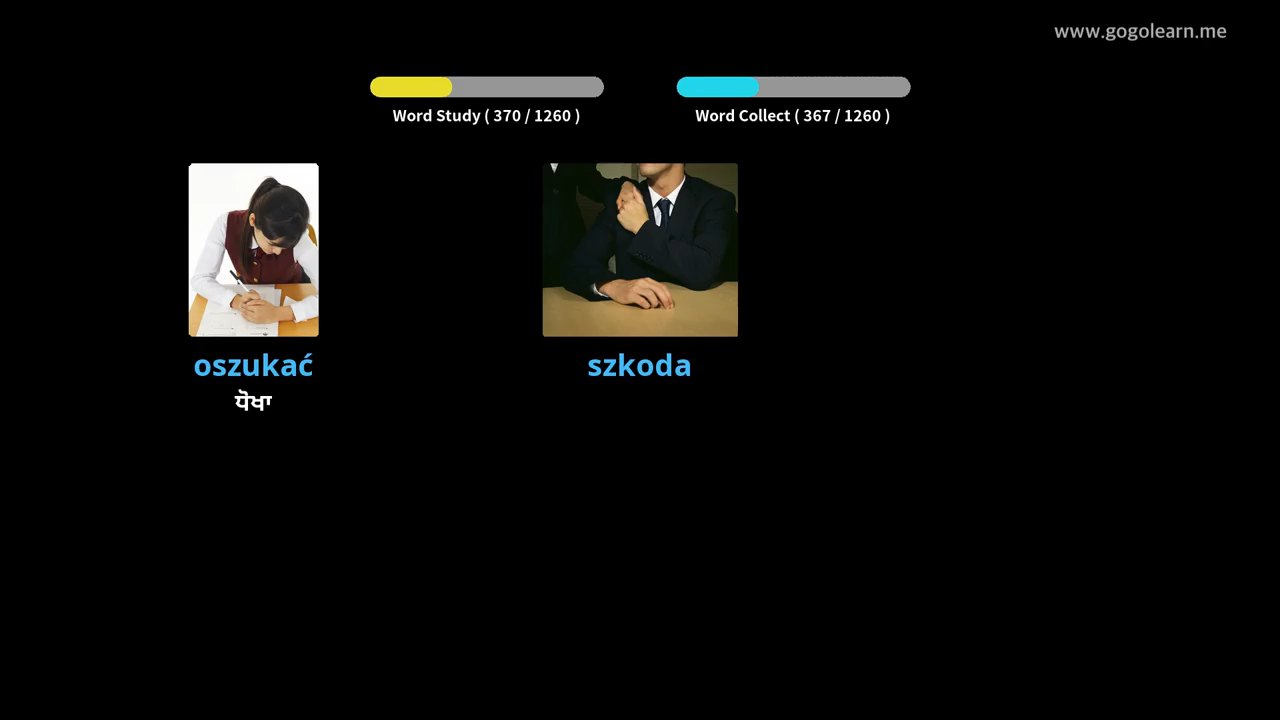 www.gogolearn.me
Word Study ( 370 / 1260 )
Word Collect ( 367 / 1260 )
oszukać
szkoda
ਧੋਖਾ